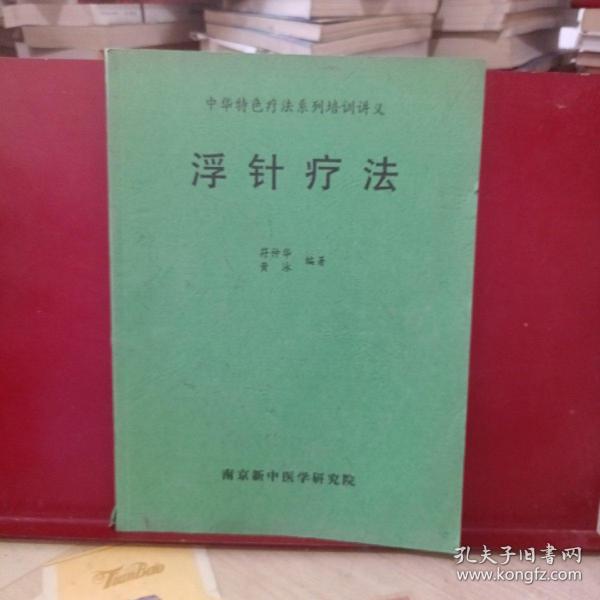 中华特色疗法系列培训讲义
浮针疗法
符仲华
黄泳 编著
南京新中医学研究院
TuanBao
孔夫子旧书网
www.kongfz.com